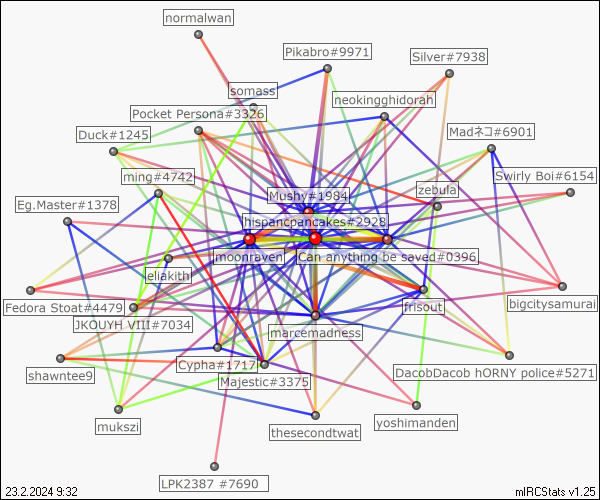 normalwan
Pikabro#9971
Silver#7938
somass
neokingghidorah
Pocket Persona#3326
Duck#1245
Madネコ#6901
ming#4742
Swirly Boi#6154
zebula
Mushy#1984
Eg.Master#1378
hispancpancakes#2928
moonraven
Can anything be saved#0396
eliakith
Fedora Stoat#4479
JKOUYH VIII#7034
frisout
bigcitysamurai
marcemadness
Cypha#1717
shawntee9
Majestic#3375
DacobDacob hORNY police#5271
mukszi
thesecondtwat
yoshimanden
LPK2387 #7690
23.2.2024 9:32
mIRCStats v1.25